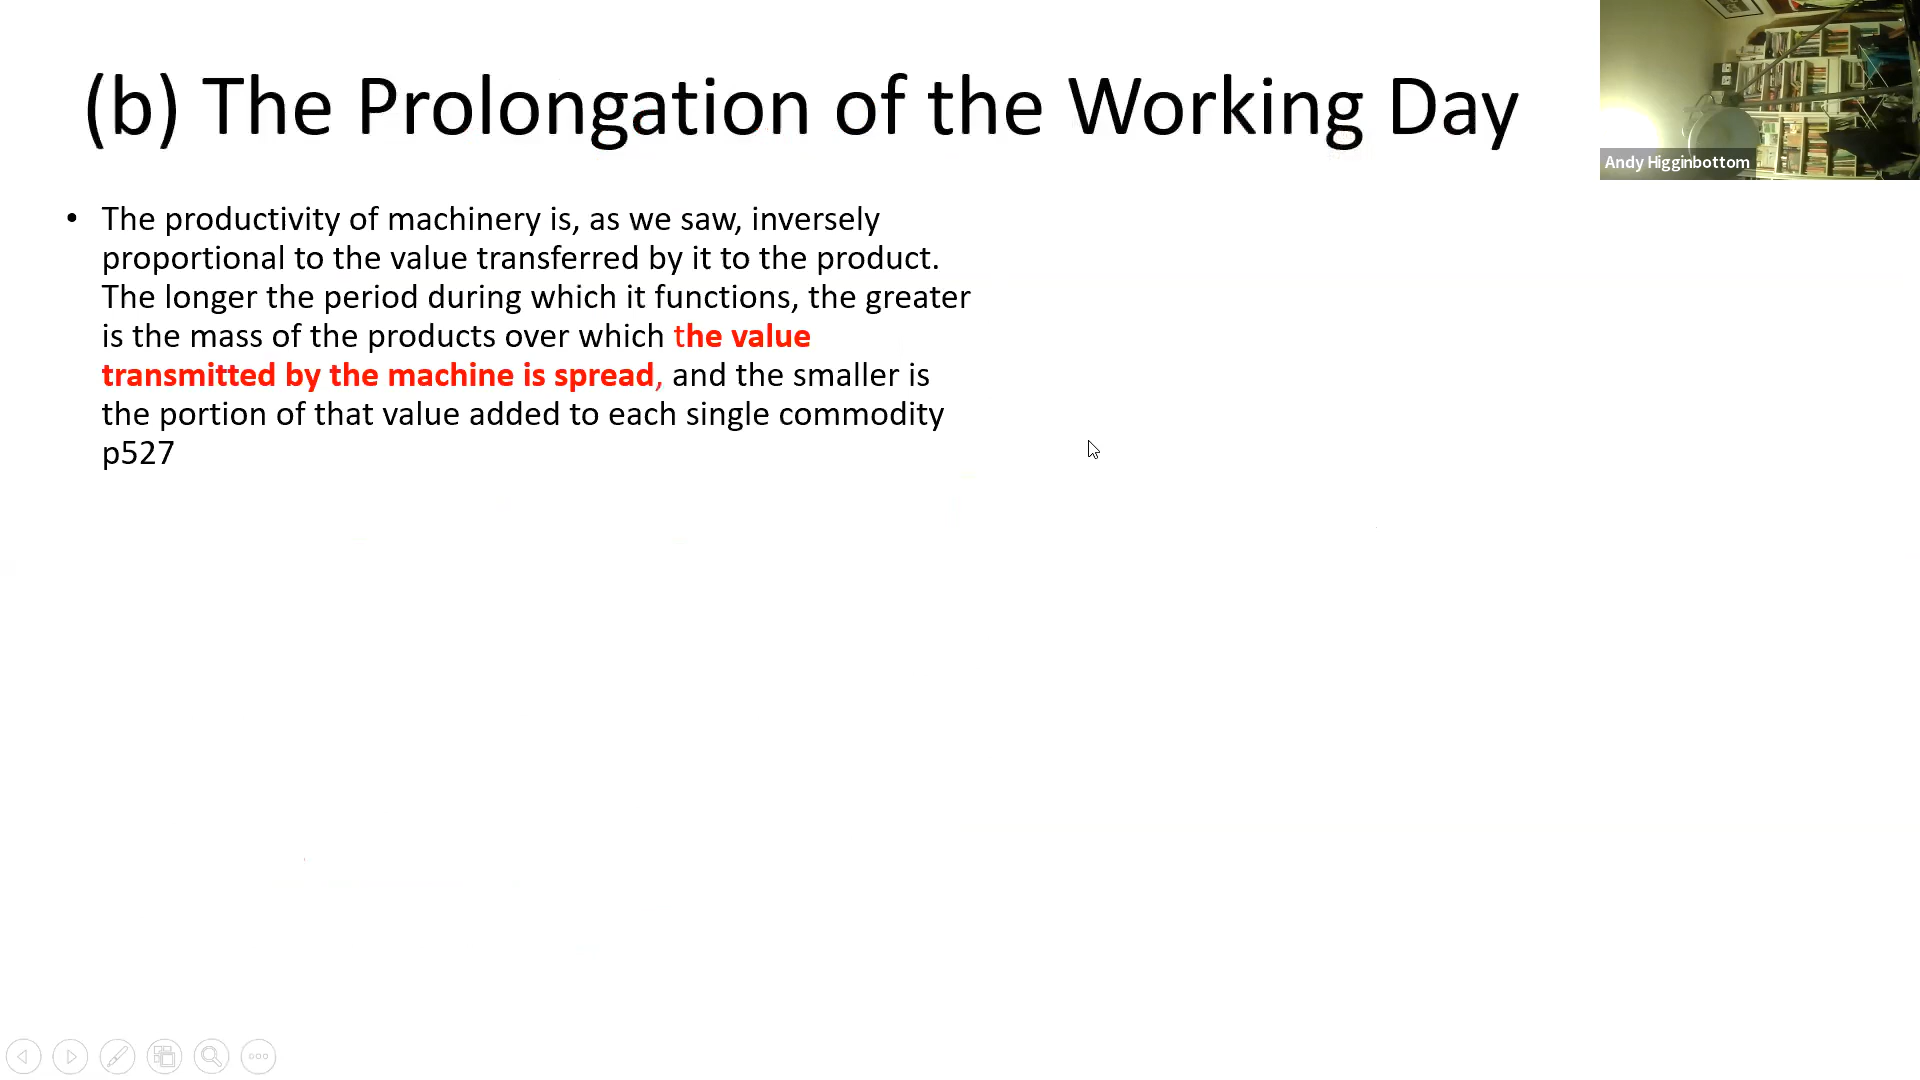 (b) The Prolongation of the Working Day
Andy Higginbottom
• The productivity of machinery is, as we saw, inversely
proportional to the value transferred by it to the product.
The longer the period during which it functions, the greater
is the mass of the products over which the value
transmitted by the machine is spread, and the smaller is
the portion of that value added to each single commodity
p527